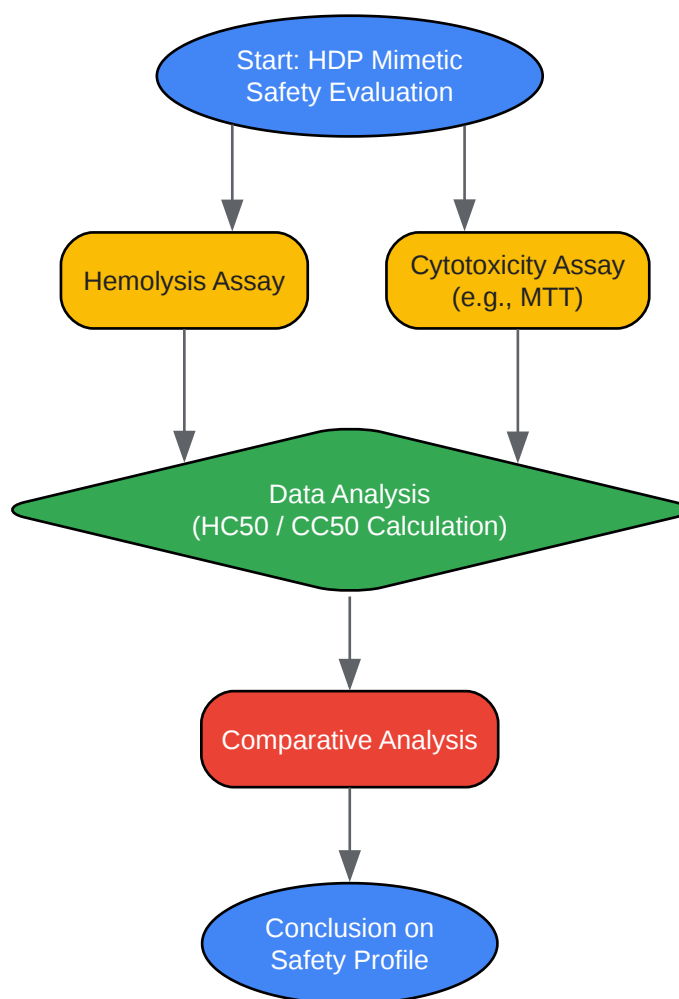 Start: HDP Mimetic
Safety Evaluation
Hemolysis Assay
Cytotoxicity Assay
(e.g., MTT)
Data Analysis
(HC50 / CC50 Calculation)
Comparative Analysis
Conclusion on
Safety Profile